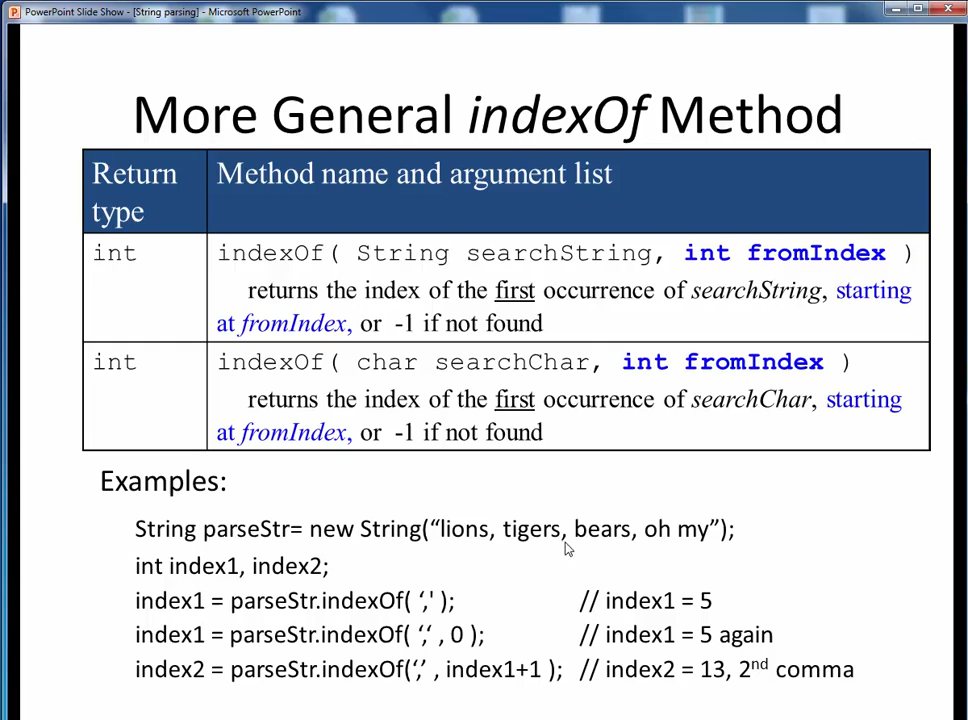 PowerPoint Slide Show - [String parsing] - Microsoft PowerPoint
More General indexOf Method
Return type
Method name and argument list
int
indexOf( String searchString, int fromIndex )
returns the index of the first occurrence of searchString, starting
at fromIndex, or -1 if not found
int
indexOf( char searchChar, int fromIndex )
returns the index of the first occurrence of searchChar, starting
at fromIndex, or -1 if not found
Examples:
String parseStr= new String(“lions, tigers, bears, oh my”);
int index1, index2;
index1 = parseStr.indexOf( ‘,' ); // index1 = 5
index1 = parseStr.indexOf( ‘,‘ , 0 ); // index1 = 5 again
index2 = parseStr.indexOf(‘,’ , index1+1 ); // index2 = 13, 2nd comma